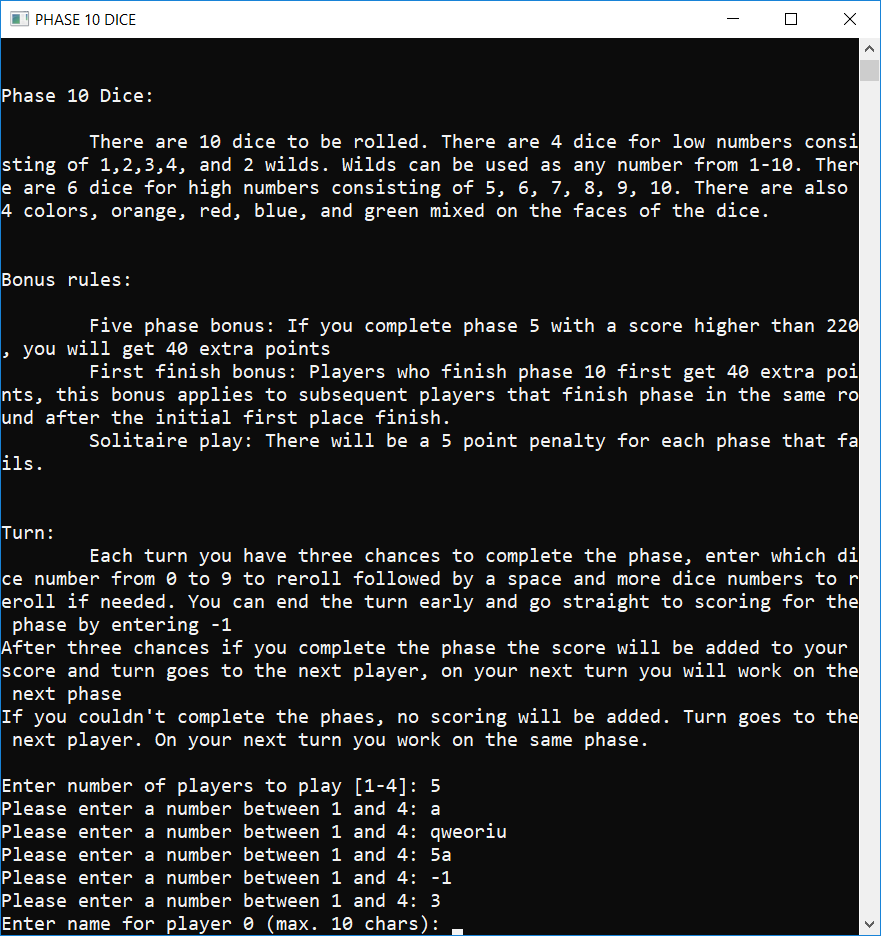 PHASE 10 DICE
Phase 10 Dice:
There are 10 dice to be rolled. There are 4 dice for low numbers consi
sting of 1,2,3,4, and 2 wilds. Wilds can be used as any number from 1-10. Ther
e are 6 dice for high numbers consisting of 5, 6, 7, 8, 9, 10. There are also
4 colors, orange, red, blue, and green mixed on the faces of the dice.
Bonus rules:
Five phase bonus: If you complete phase 5 with a score higher than 220
, you will get 40 extra points
First finish bonus: Players who finish phase 10 first get 40 extra poi
nts, this bonus applies to subsequent players that finish phase in the same ro
und after the initial first place finish.
Solitaire play: There will be a 5 point penalty for each phase that fa
ils.
Turn:
Each turn you have three chances to complete the phase, enter which di
ce number from 0 to 9 to reroll followed by a space and more dice numbers to r
eroll if needed. You can end the turn early and go straight to scoring for the
phase by entering -1
After three chances if you complete the phase the score will be added to your
score and turn goes to the next player, on your next turn you will work on the
next phase
If you couldn't complete the phaes, no scoring will be added. Turn goes to the
next player. On your next turn you work on the same phase.
Enter number of players to play [1-4]: 5
Please enter a number between 1 and 4: a
Please enter a number between 1 and 4: qweoriu
Please enter a number between 1 and 4: 5a
Please enter a number between 1 and 4: -1
Please enter a number between 1 and 4: 3
Enter name for player 0 (max. 10 chars):